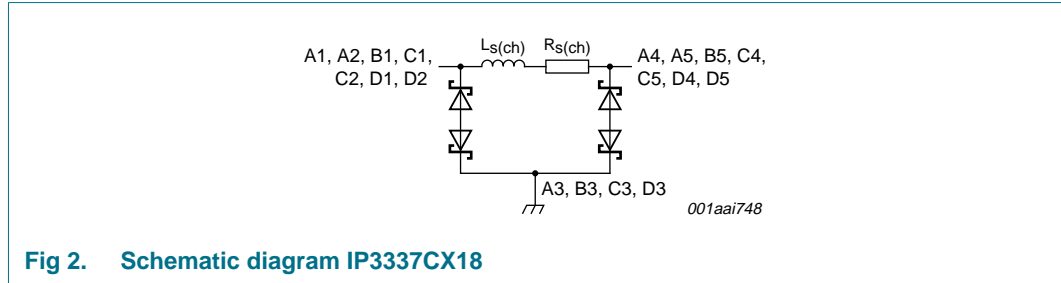 A1, A2, B1, C1,
C2, D1, D2
Ls(ch)
Rs(ch)
A4, A5, B5, C4,
C5, D4, D5
A3, B3, C3, D3
001aai748
Fig 2. Schematic diagram IP3337CX18